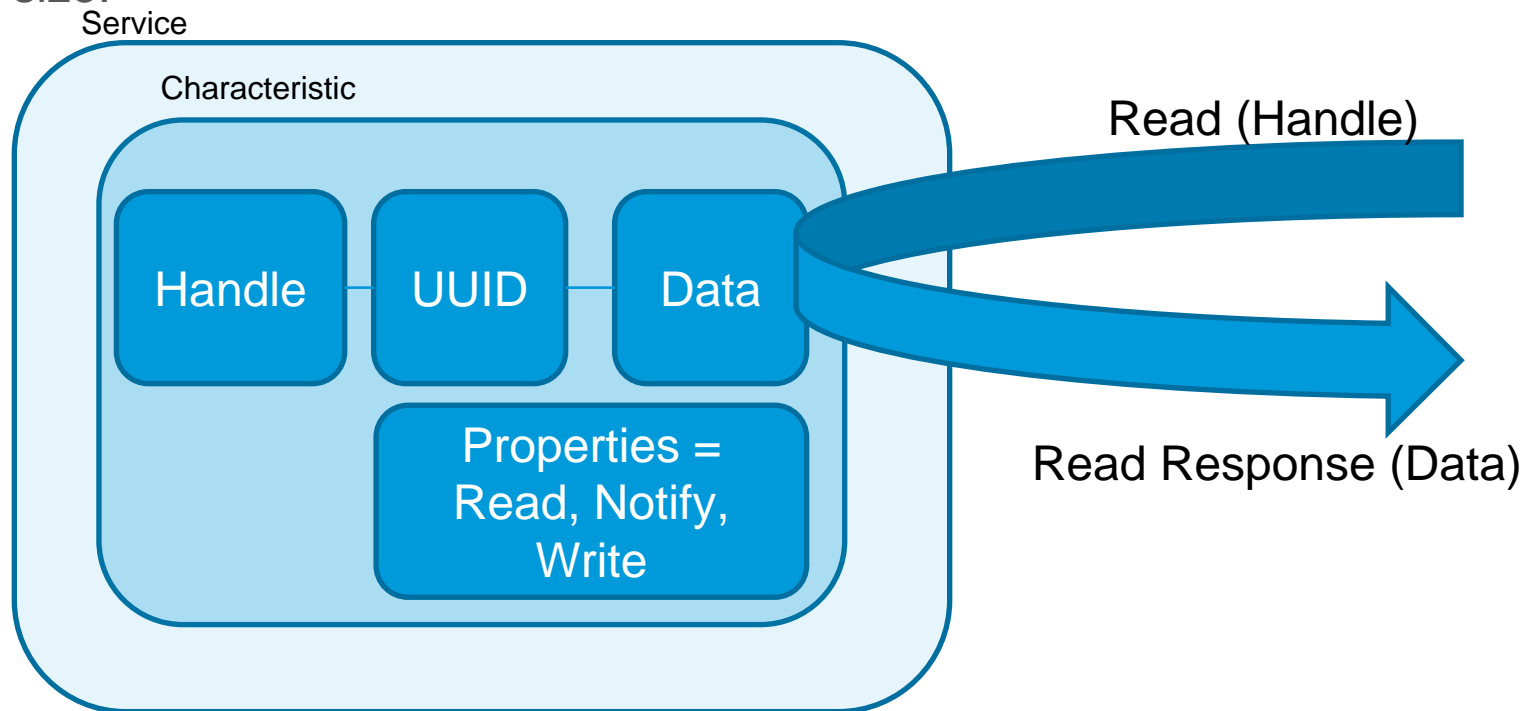 Service
Characteristic
Read (Handle)
Handle
UUID
Data
Properties =
Read, Notify,
Write
Read Response (Data)